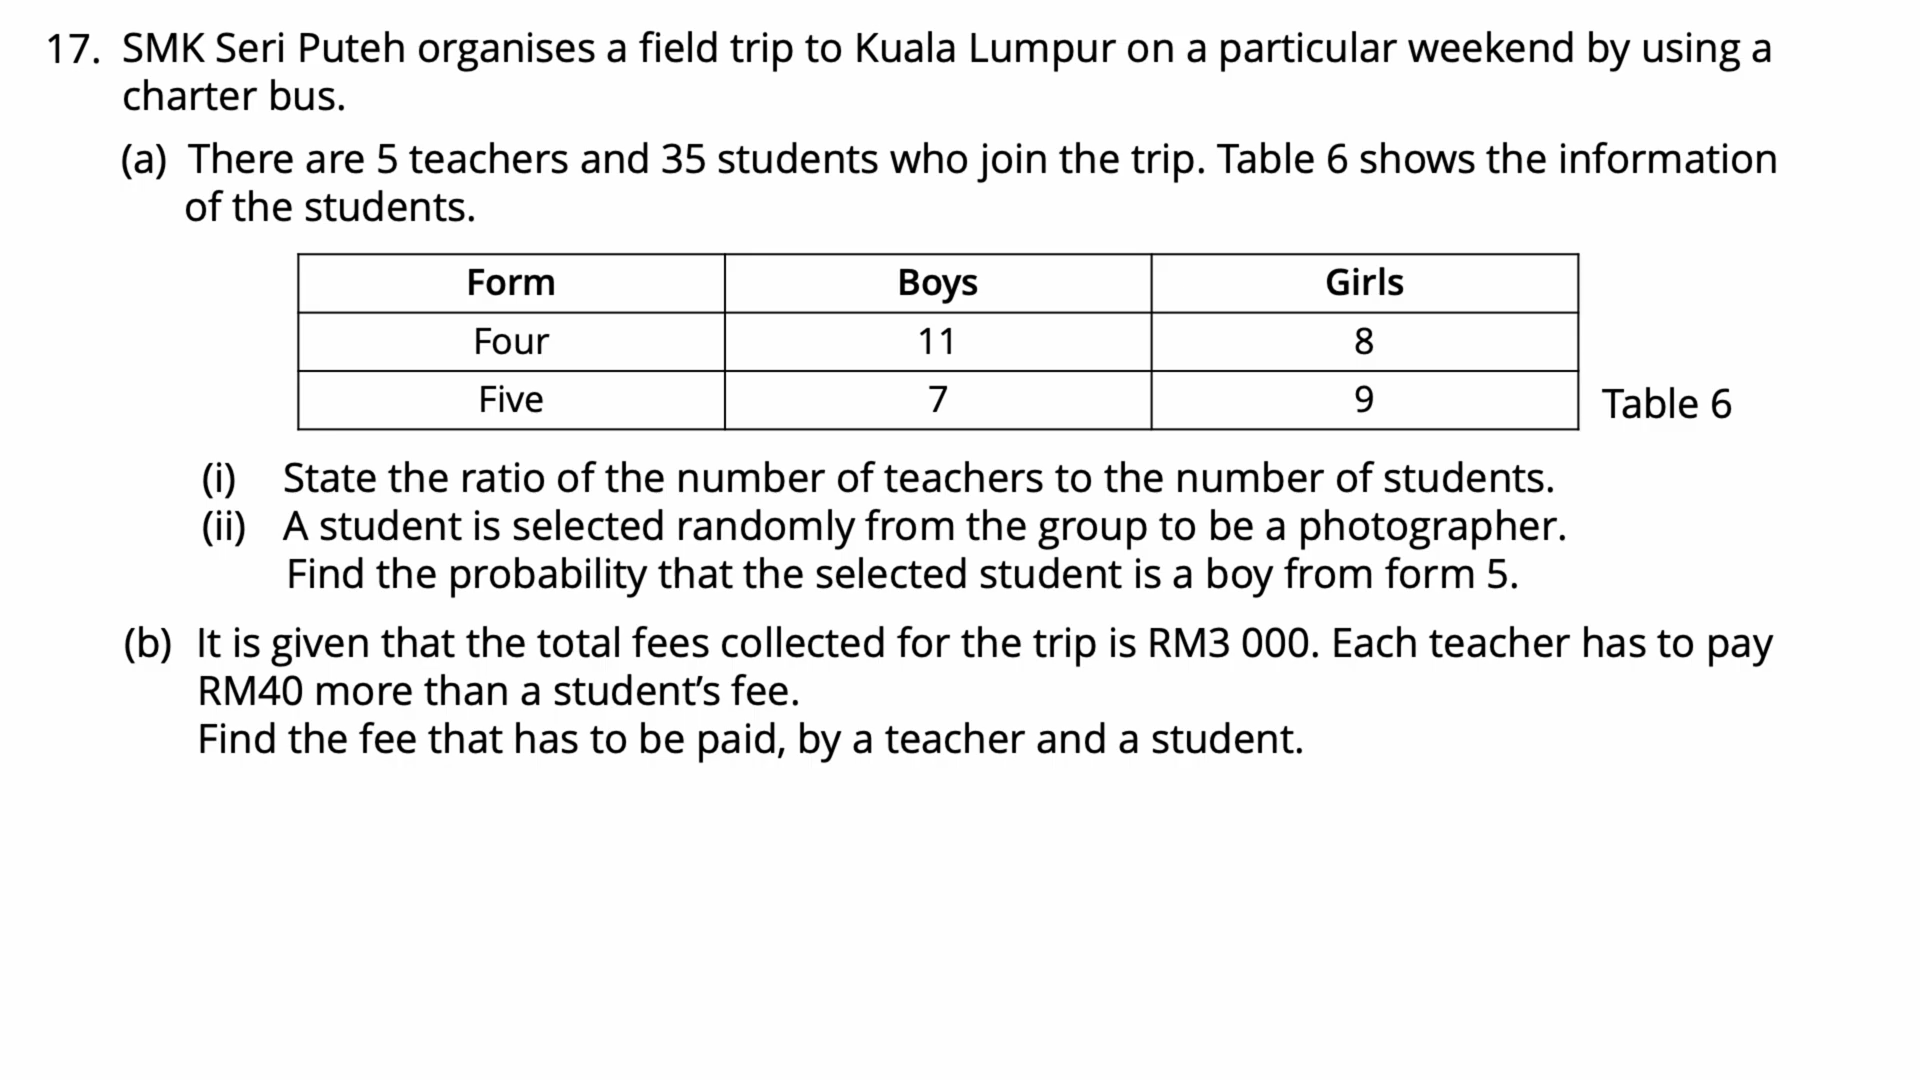 17. SMK Seri Puteh organises a field trip to Kuala Lumpur on a particular weekend by using a
charter bus.
(a) There are 5 teachers and 35 students who join the trip. Table 6 shows the information
of the students.
Form Boys Girls
Four 11 8
Five 7 9
Table 6
(i) State the ratio of the number of teachers to the number of students.
(ii) A student is selected randomly from the group to be a photographer.
Find the probability that the selected student is a boy from form 5.
(b) It is given that the total fees collected for the trip is RM3 000. Each teacher has to pay
RM40 more than a student’s fee.
Find the fee that has to be paid, by a teacher and a student.